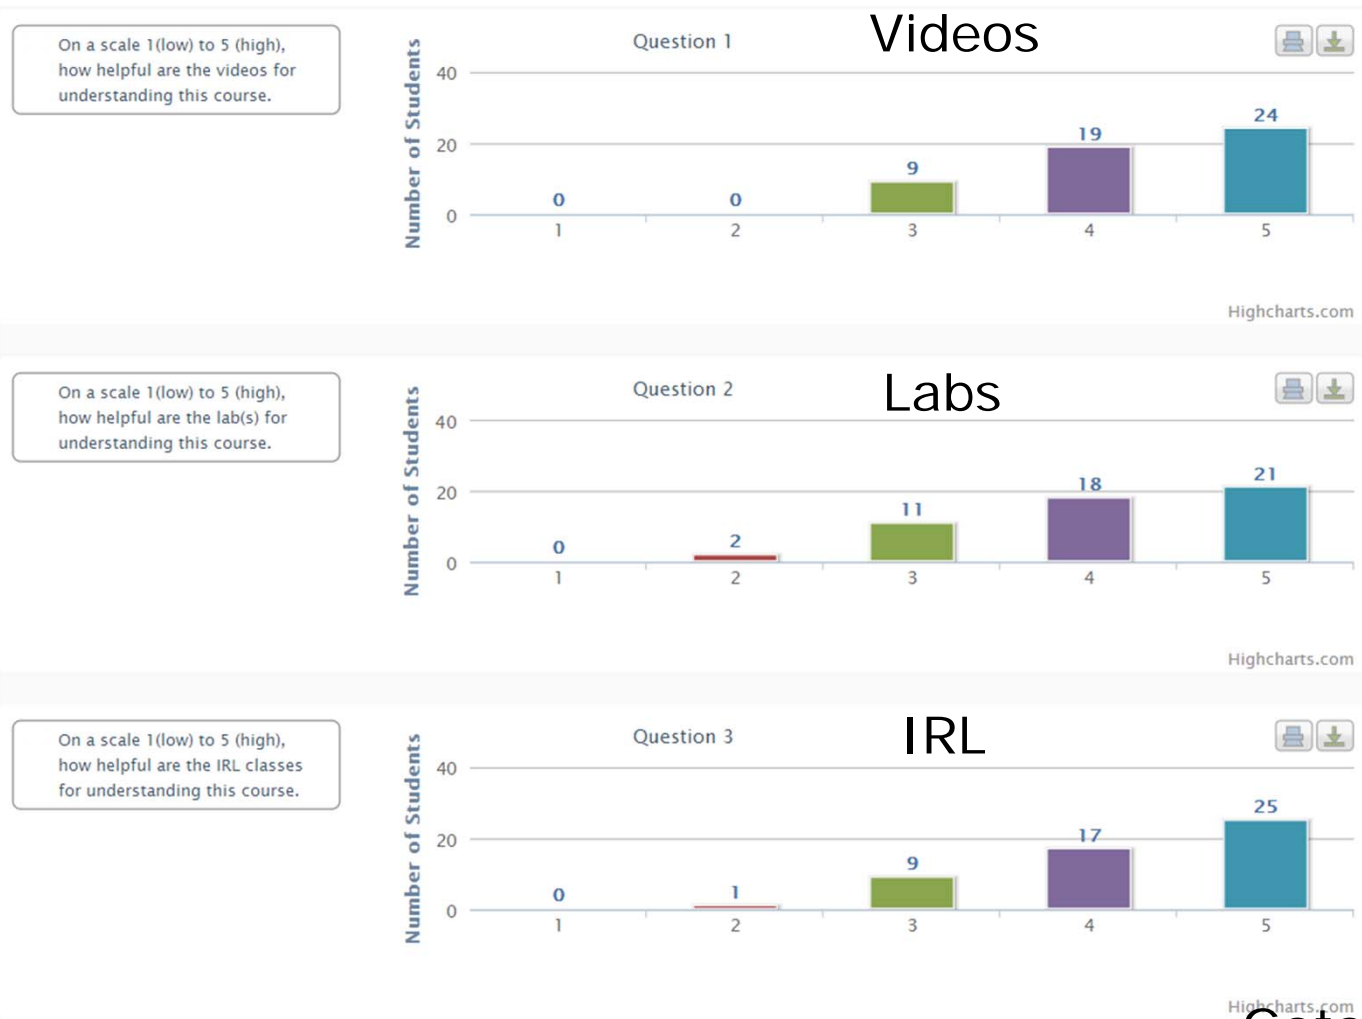 On a scale 1(low) to 5 (high),
how helpful are the videos for
understanding this course.
Question 1
Videos
Number of Students
40
20
0
0
0
9
19
24
1
2
3
4
5
Highcharts.com
On a scale 1(low) to 5 (high),
how helpful are the lab(s) for
understanding this course.
Question 2
Labs
Number of Students
40
20
0
0
2
11
18
21
1
2
3
4
5
Highcharts.com
On a scale 1(low) to 5 (high),
how helpful are the IRL classes
for understanding this course.
Question 3
IRL
Number of Students
40
20
0
0
1
9
17
25
1
2
3
4
5
Highcharts.com